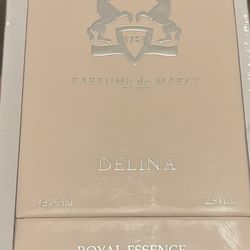 1743
PARFUMS de MARLY
PARIS
DELINA
℮ 75 ml 2.5 fl.oz.
ROYAL ESSENCE